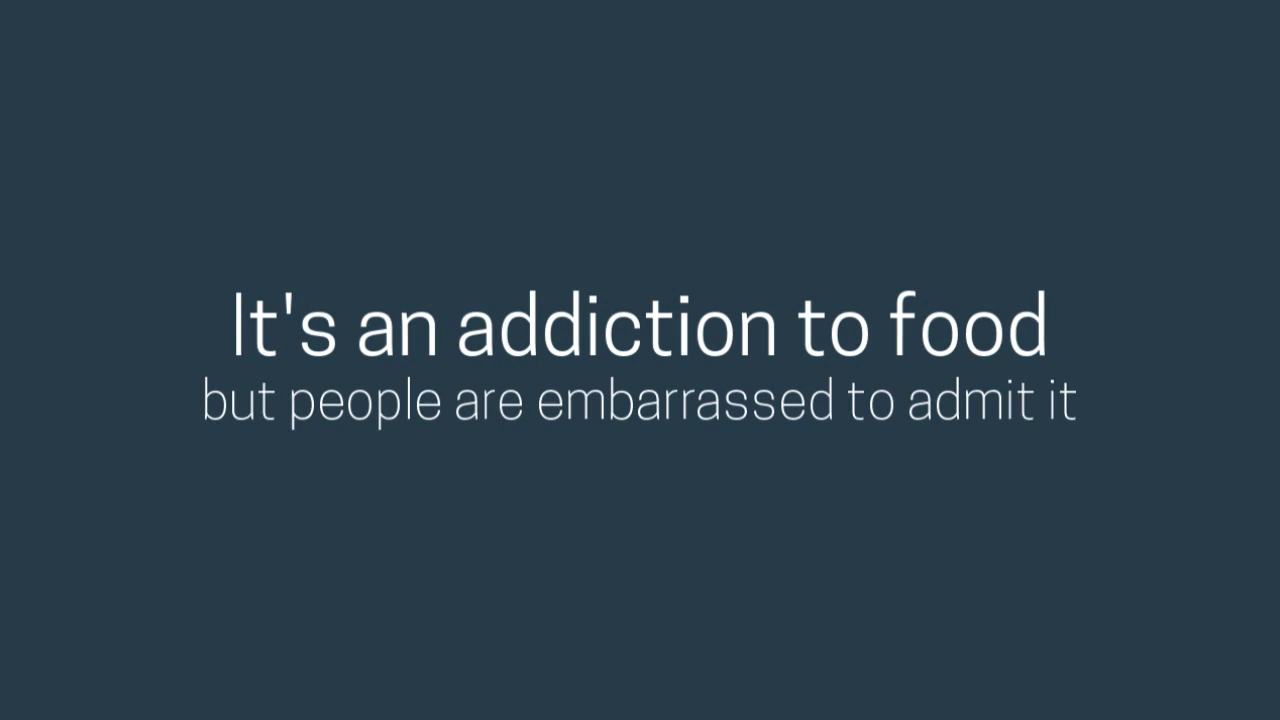 It's an addiction to food
but people are embarrassed to admit it